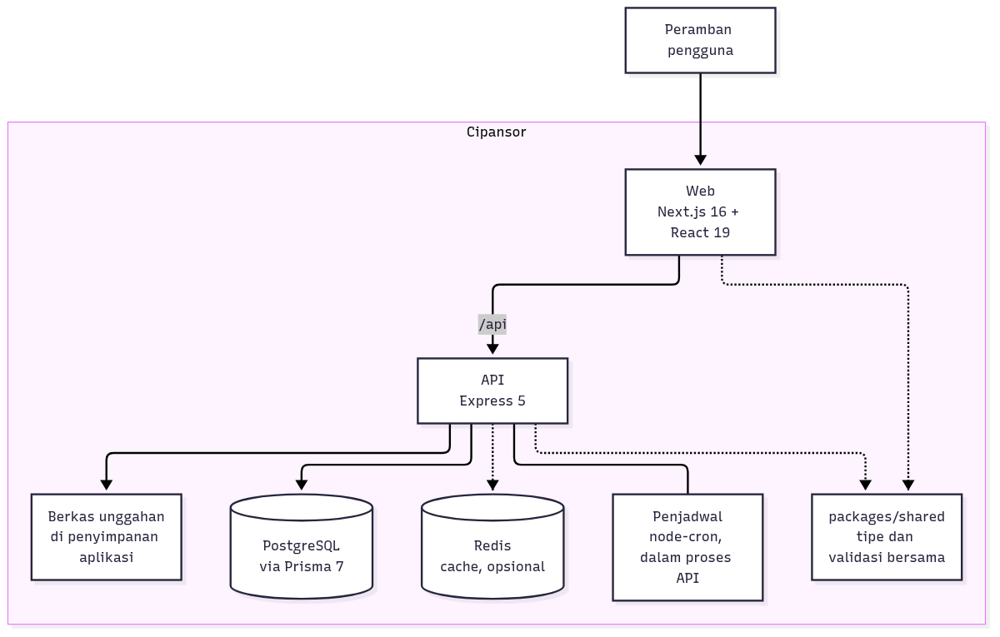 Peramban
pengguna
Cipansor
Web
Next.js 16 +
React 19
/api
API
Express 5
Berkas unggahan
di penyimpanan
aplikasi
PostgreSQL
via Prisma 7
Redis
cache, opsional
Penjadwal
node-cron,
dalam proses
API
packages/shared
tipe dan
validasi bersama